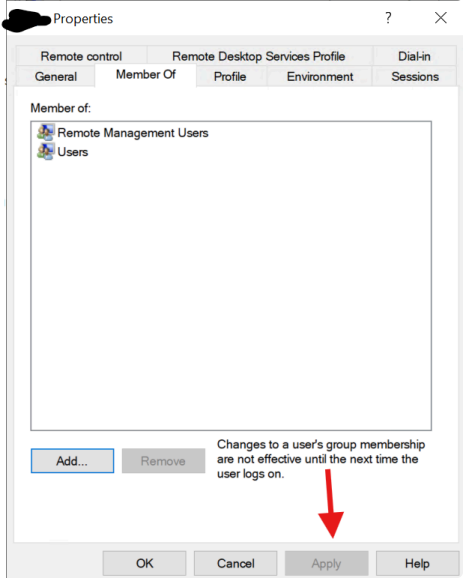 Properties
?
Remote control Remote Desktop Services Profile Dial-in
General Member Of Profile Environment Sessions
Member of:
Remote Management Users
Users
Add... Remove
Changes to a user's group membership
are not effective until the next time the
user logs on.
OK Cancel Apply Help